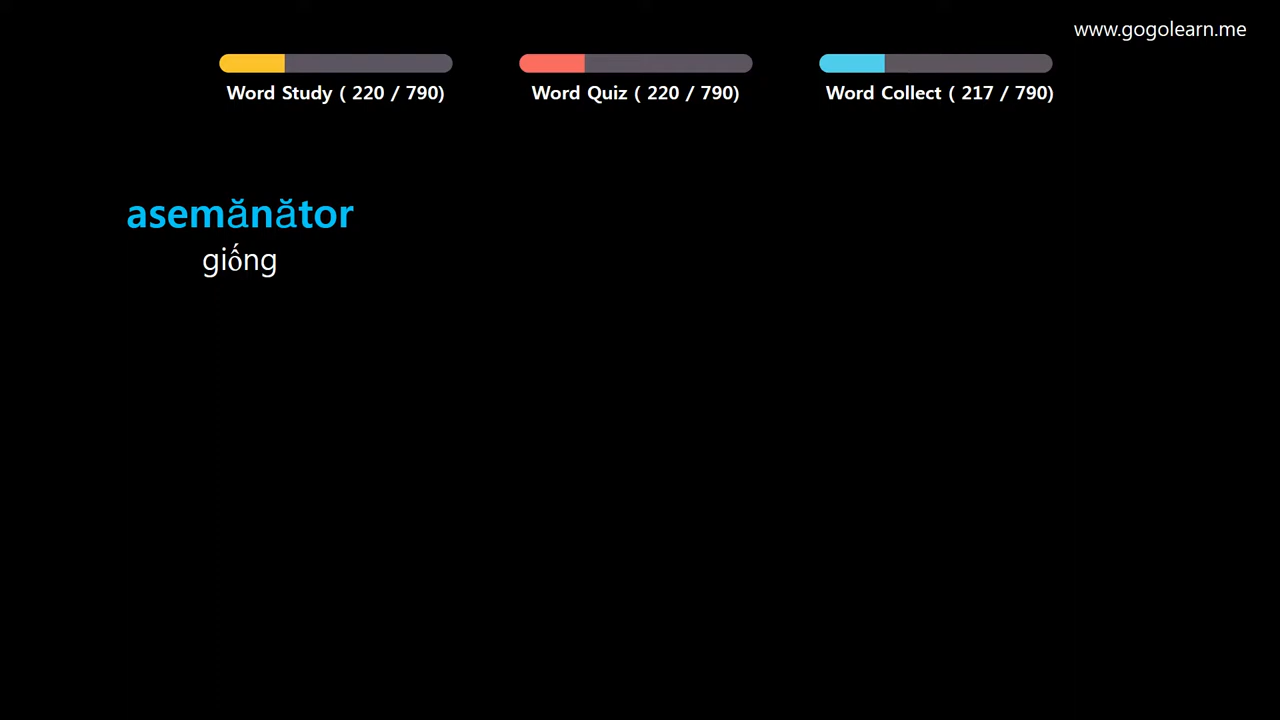 www.gogolearn.me
Word Study ( 220 / 790)
Word Quiz ( 220 / 790)
Word Collect ( 217 / 790)
asemănător
giống